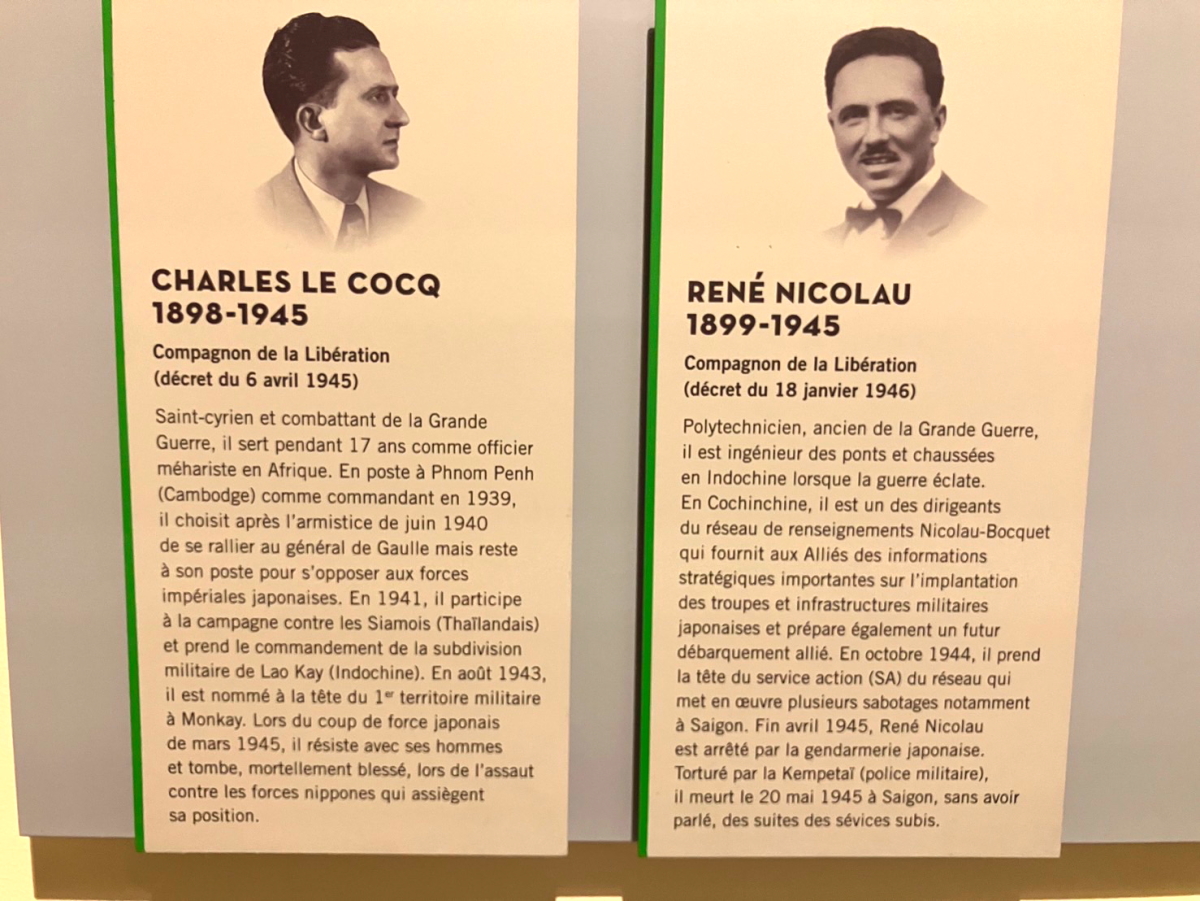 CHARLES LE COCQ
1898-1945
Compagnon de la Libération
(décret du 6 avril 1945)
Saint-cyrien et combattant de la Grande
Guerre, il sert pendant 17 ans comme officier
méhariste en Afrique. En poste à Phnom Penh
(Cambodge) comme commandant en 1939,
il choisit après l'armistice de juin 1940
de se rallier au général de Gaulle mais reste
à son poste pour s'opposer aux forces
impériales japonaises. En 1941, il participe
à la campagne contre les Siamois (Thaïlandais)
et prend le commandement de la subdivision
militaire de Lao Kay (Indochine). En août 1943,
il est nommé à la tête du 1er territoire militaire
à Monkay. Lors du coup de force japonais
de mars 1945, il résiste avec ses hommes
et tombe, mortellement blessé, lors de l'assaut
contre les forces nippones qui assiègent
sa position.
RENÉ NICOLAU
1899-1945
Compagnon de la Libération
(décret du 18 janvier 1946)
Polytechnicien, ancien de la Grande Guerre,
il est ingénieur des ponts et chaussées
en Indochine lorsque la guerre éclate.
En Cochinchine, il est un des dirigeants
du réseau de renseignements Nicolau-Bocquet
qui fournit aux Alliés des informations
stratégiques importantes sur l'implantation
des troupes et infrastructures militaires
japonaises et prépare également un futur
débarquement allié. En octobre 1944, il prend
la tête du service action (SA) du réseau qui
met en œuvre plusieurs sabotages notamment
à Saigon. Fin avril 1945, René Nicolau
est arrêté par la gendarmerie japonaise.
Torturé par la Kempetaï (police militaire),
il meurt le 20 mai 1945 à Saigon, sans avoir
parlé, des suites des sévices subis.